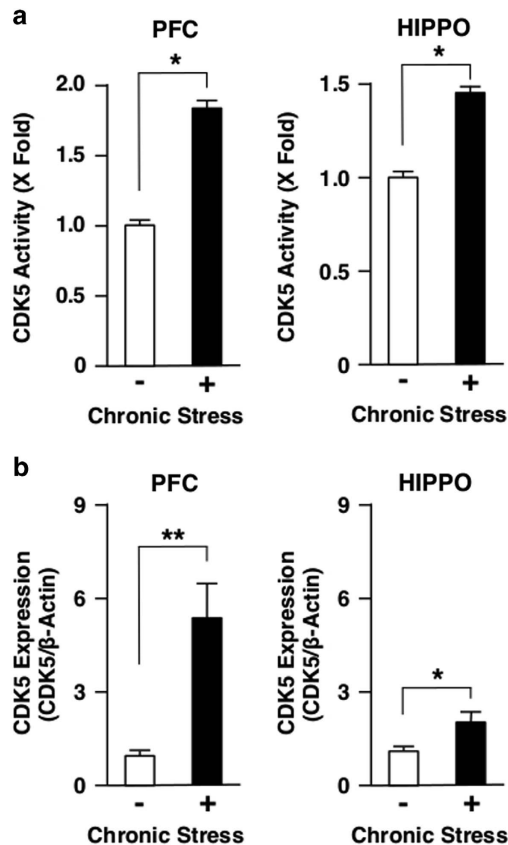 a
PFC
HIPPO
CDK5 Activity (X Fold)
2.0
1.5
1.0
0.5
0
*
- +
Chronic Stress
CDK5 Activity (X Fold)
1.5
1.0
0.5
0
*
- +
Chronic Stress
b
PFC
HIPPO
CDK5 Expression
(CDK5/β-Actin)
9
6
3
0
**
- +
Chronic Stress
CDK5 Expression
(CDK5/β-Actin)
9
6
3
0
*
- +
Chronic Stress